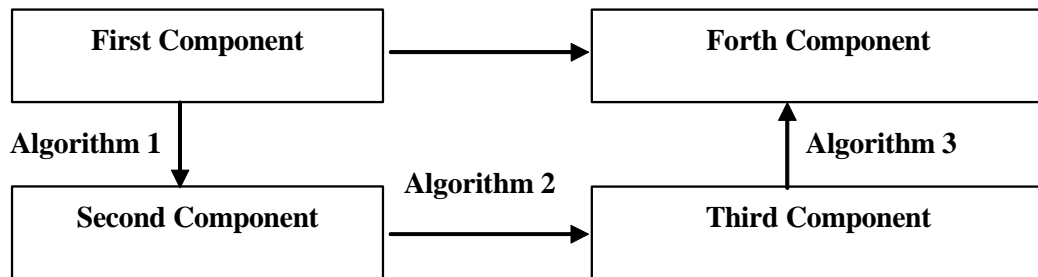 First Component
Forth Component
Algorithm 1
Algorithm 3
Algorithm 2
Second Component
Third Component